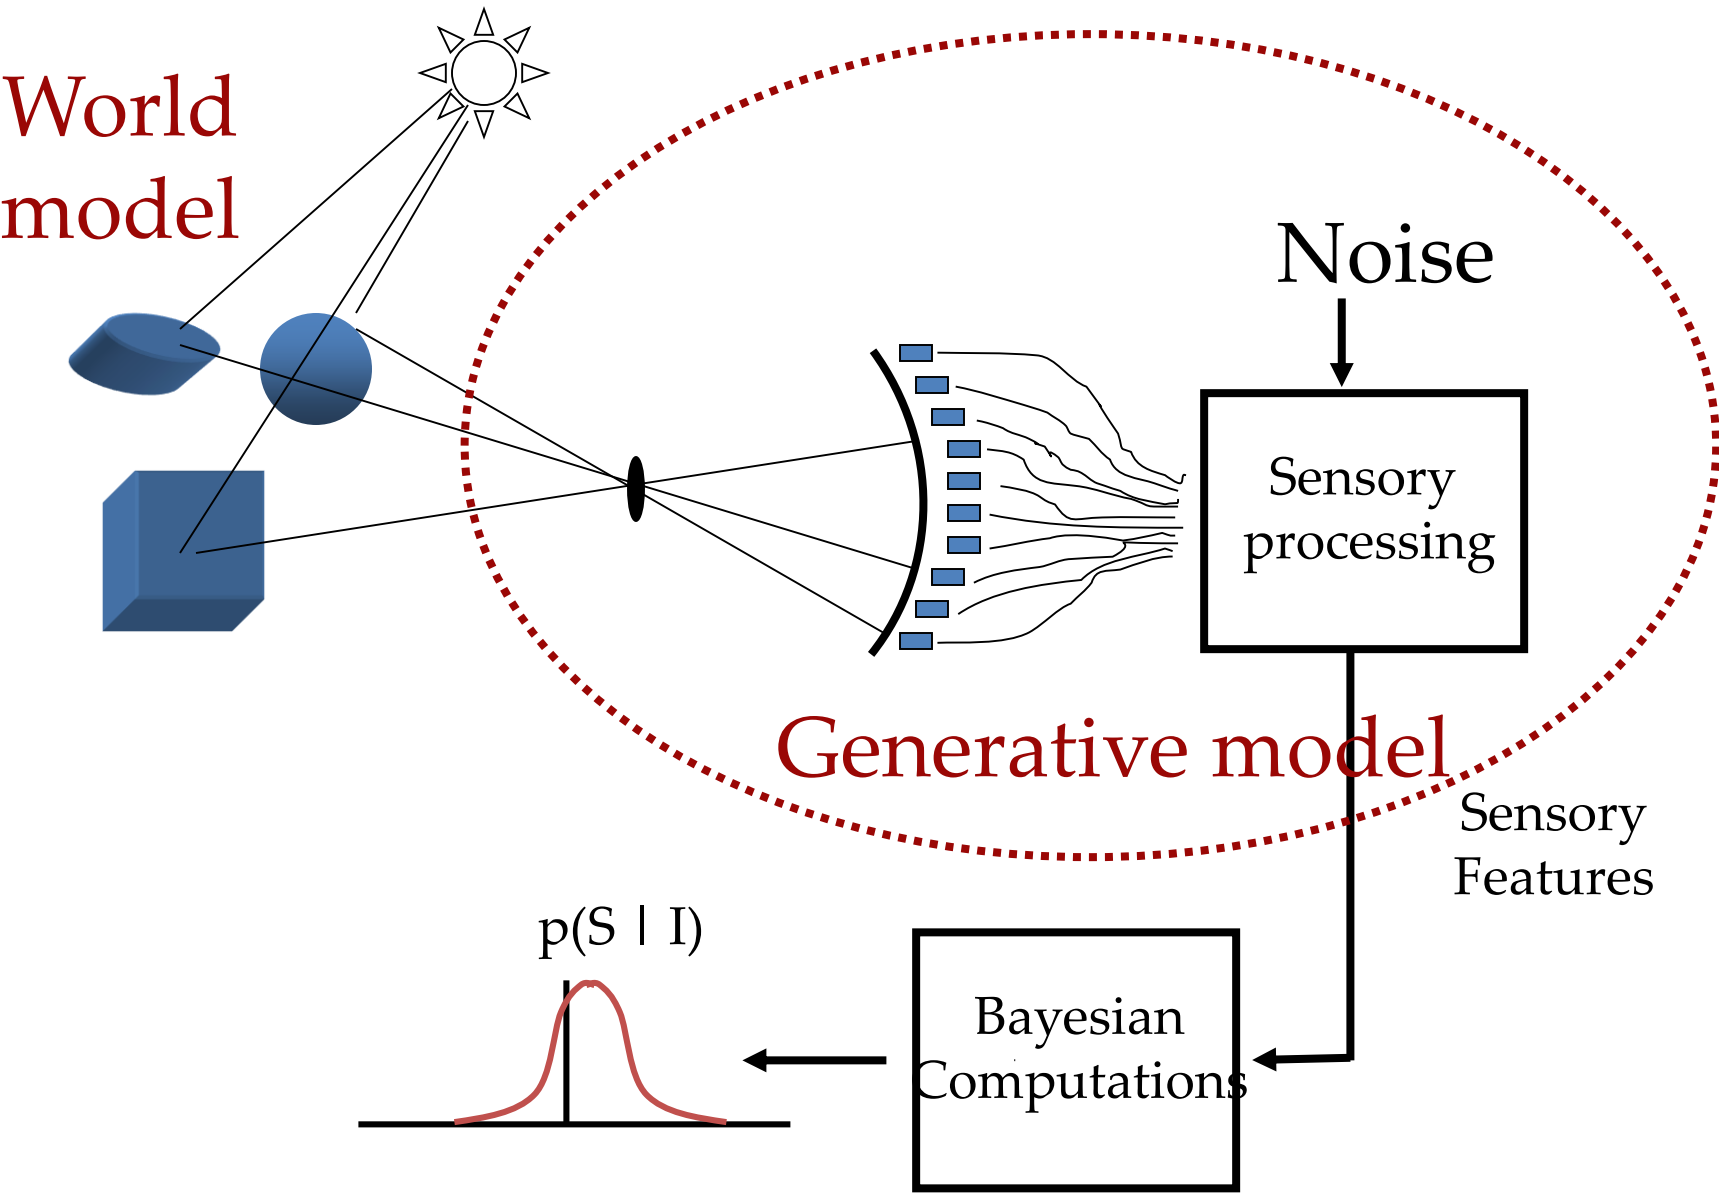 World
model
Noise
Sensory
processing
Generative model
Sensory
Features
p(S | I)
Bayesian
Computations